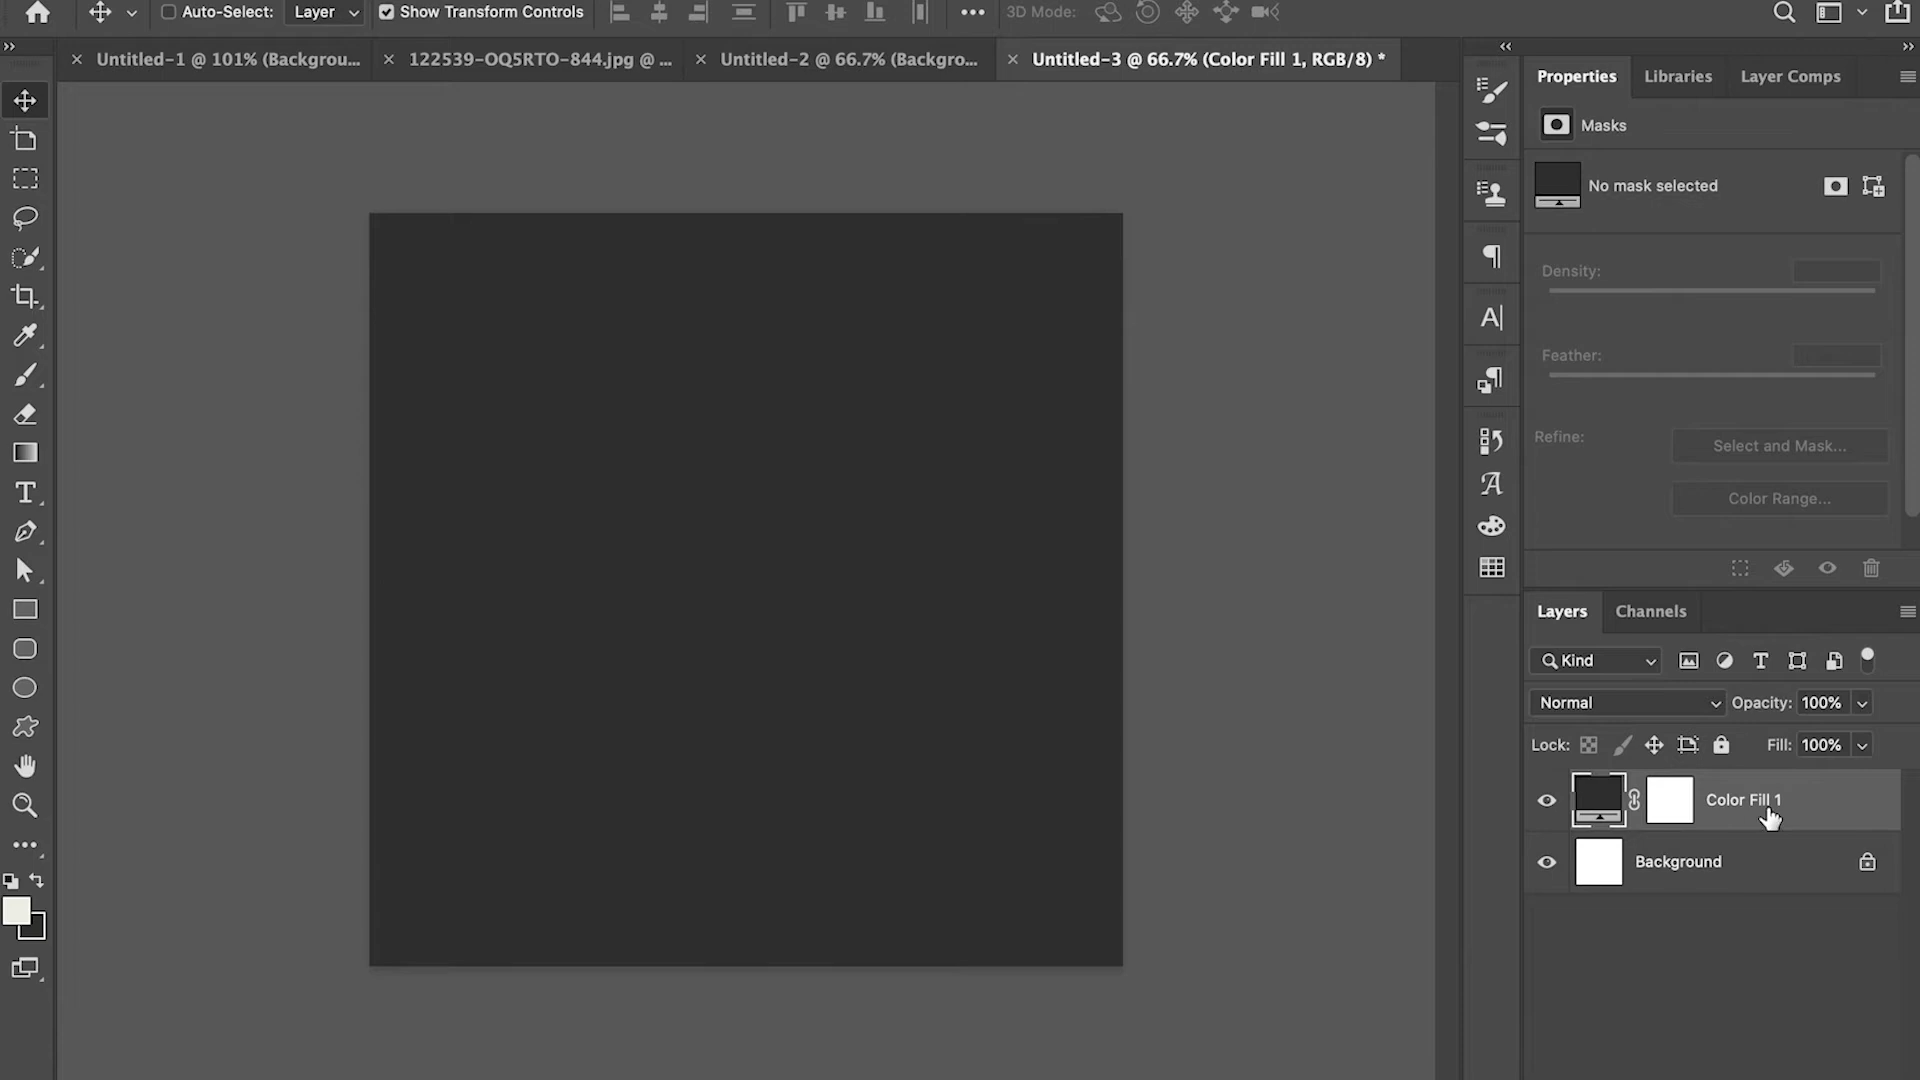 Auto-Select: Layer Show Transform Controls 3D Mode:
Untitled-1 @ 101% (Backgrou... 122539-OQ5RTO-844.jpg @ ... Untitled-2 @ 66.7% (Backgro... Untitled-3 @ 66.7% (Color Fill 1, RGB/8) *
Properties Libraries Layer Comps
Masks
No mask selected
Density:
Feather:
Refine: Select and Mask...
Color Range...
Layers Channels
Kind
Normal Opacity: 100%
Lock: Fill: 100%
Color Fill 1
Background